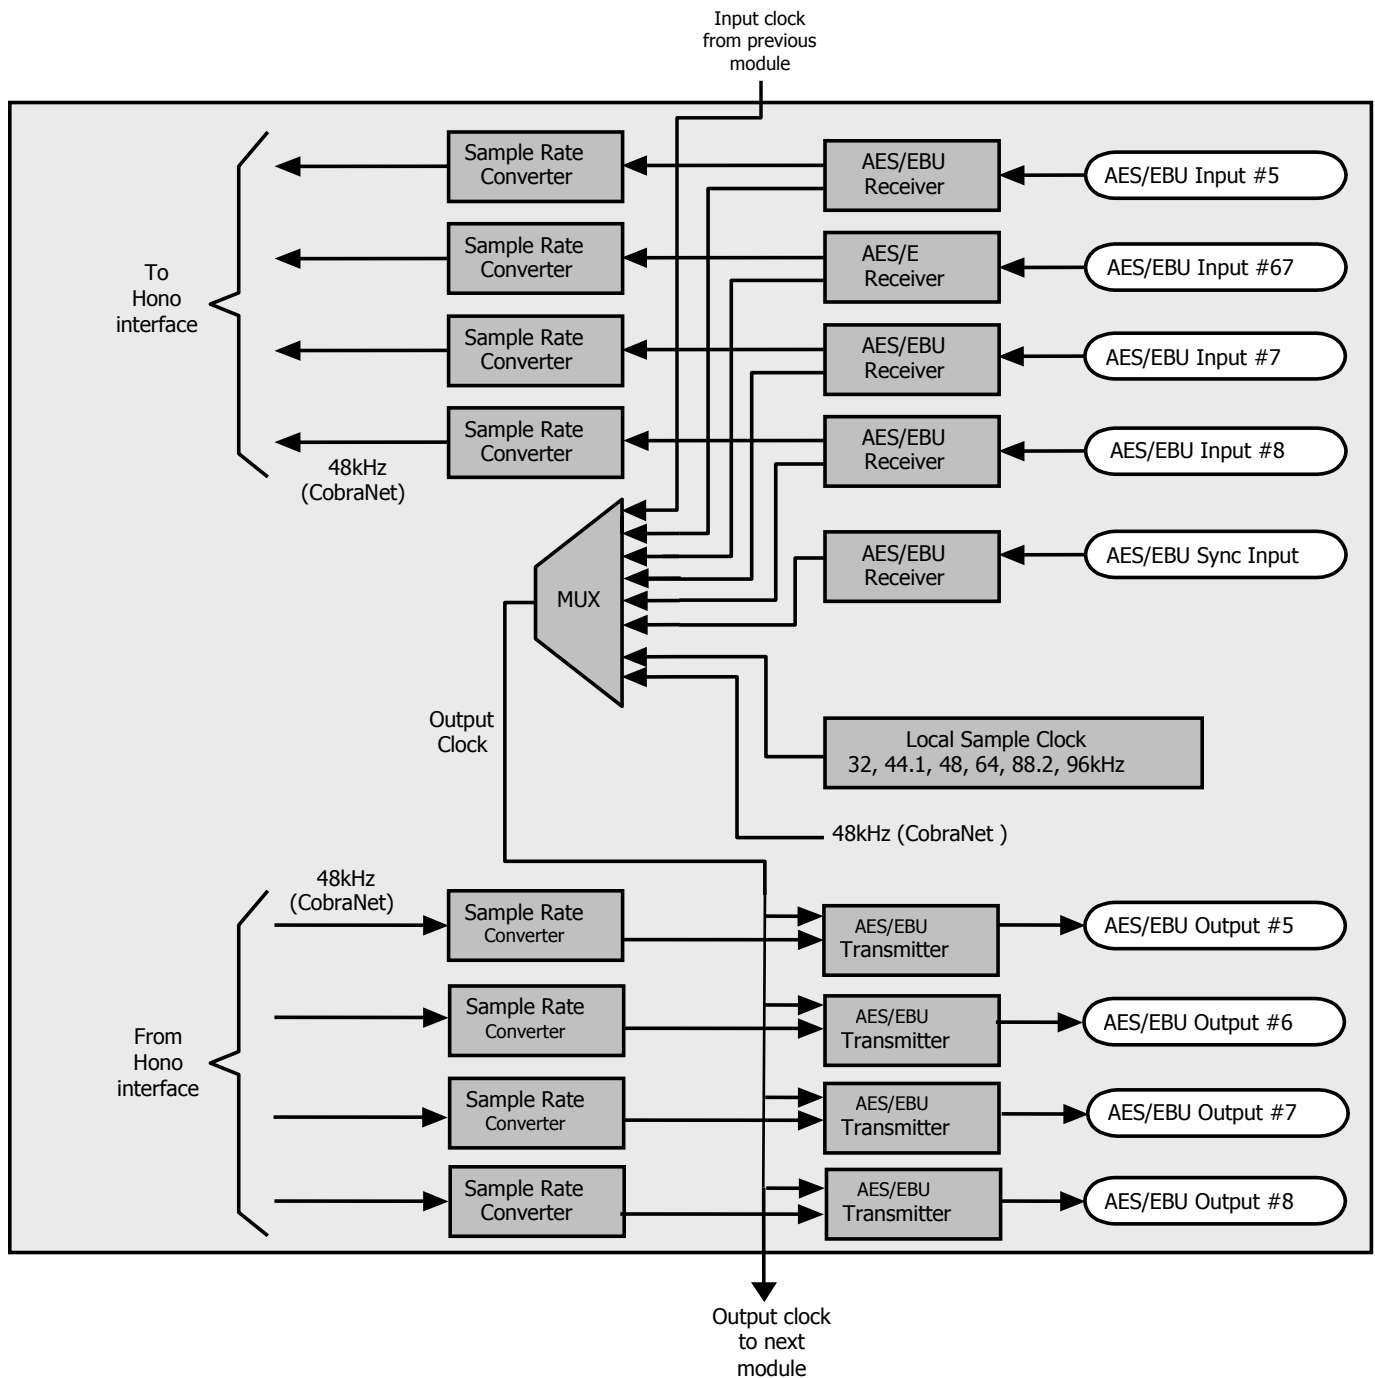 Input clock
from previous
module
Sample Rate
Converter
AES/EBU
Receiver
AES/EBU Input #5
Sample Rate
Converter
AES/E
Receiver
AES/EBU Input #67
To
Hono
interface
Sample Rate
Converter
AES/EBU
Receiver
AES/EBU Input #7
Sample Rate
Converter
AES/EBU
Receiver
AES/EBU Input #8
48kHz
(CobraNet)
AES/EBU
Receiver
AES/EBU Sync Input
MUX
Output
Clock
Local Sample Clock
32, 44.1, 48, 64, 88.2, 96kHz
48kHz (CobraNet )
48kHz
(CobraNet)
Sample Rate
Converter
AES/EBU
Transmitter
AES/EBU Output #5
Sample Rate
Converter
AES/EBU
Transmitter
AES/EBU Output #6
From
Hono
interface
Sample Rate
Converter
AES/EBU
Transmitter
AES/EBU Output #7
Sample Rate
Converter
AES/EBU
Transmitter
AES/EBU Output #8
Output clock
to next
module